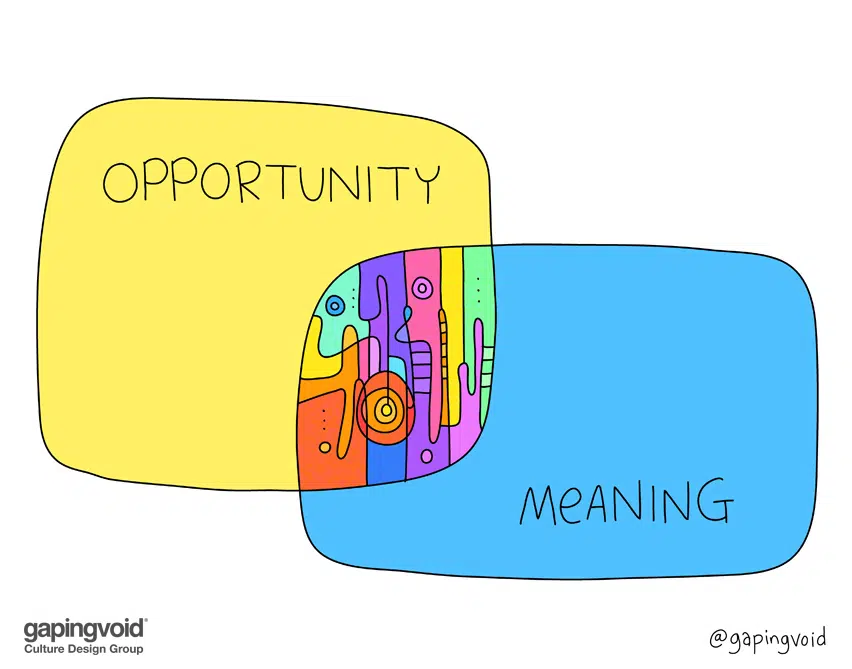 OPPORTUNITY
MeANING
gapingvoid®
Culture Design Group
@gapingvoid